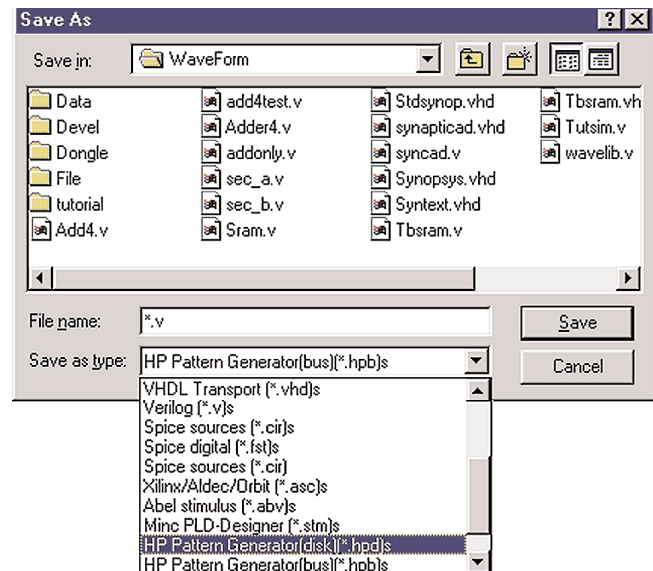 Save As
Save in: WaveForm
Data
Devel
Dongle
File
tutorial
Add4.v
add4test.v
Adder4.v
addonly.v
sec_a.v
sec_b.v
Sram.v
Stdsynop.vhd
synapticad.vhd
syncad.v
Synopsys.vhd
Syntext.vhd
Tbsram.v
Tbsram.vh
Tutsim.v
wavelib.v
File name: *.v
Save
Save as type: HP Pattern Generator(bus)(*.hpb)s
Cancel
VHDL Transport (*.vhd)s
Verilog (*.v)s
Spice sources (*.cir)s
Spice digital (*.fst)s
Spice sources (*.cir)
Xilinx/Aldec/Orbit (*.asc)s
Abel stimulus (*.abv)s
Minc PLD-Designer (*.stm)s
HP Pattern Generator(disk)(*.hpd)s
HP Pattern Generator(bus)(*.hpb)s